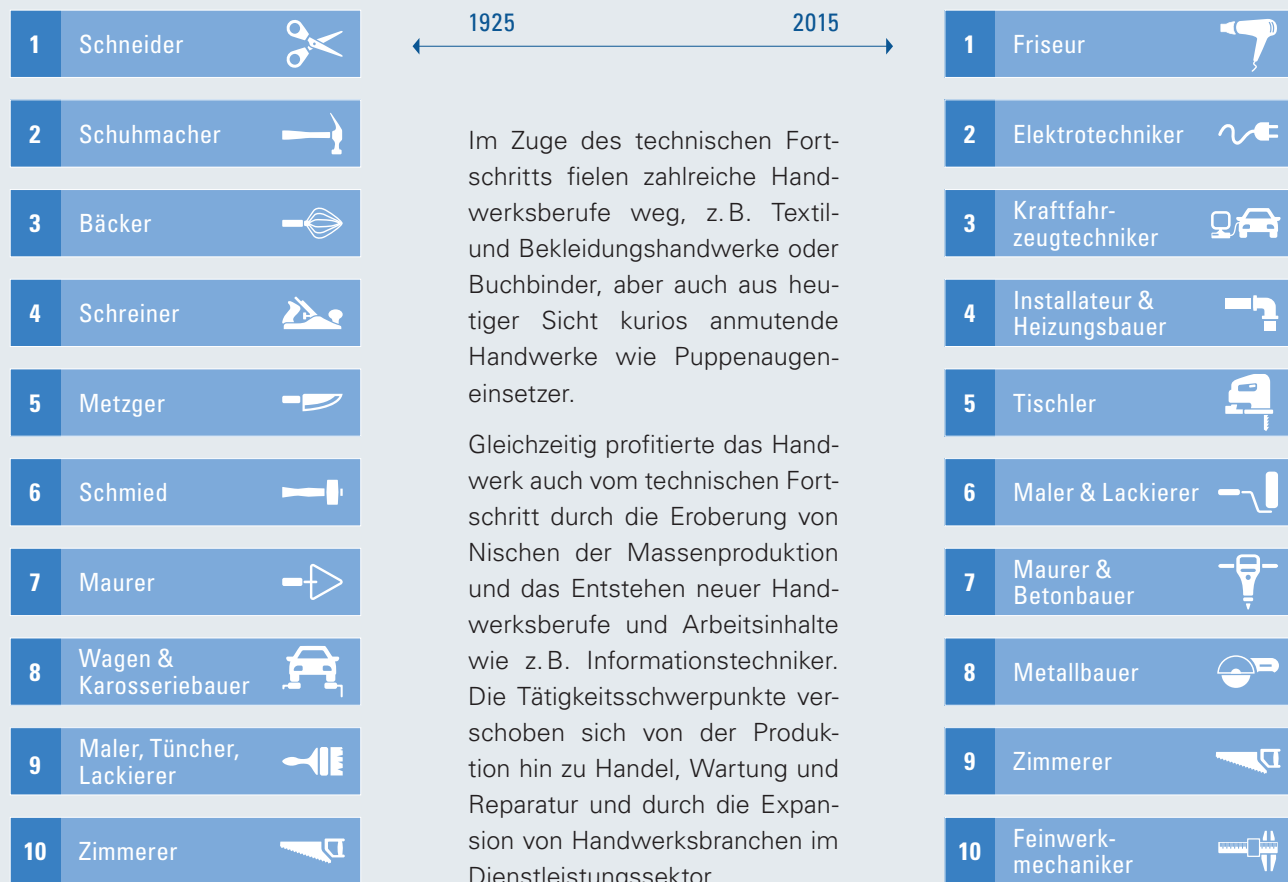 1 Schneider
2 Schuhmacher
3 Bäcker
4 Schreiner
5 Metzger
6 Schmied
7 Maurer
8 Wagen &
Karosseriebauer
9 Maler, Tüncher,
Lackierer
10 Zimmerer
1925 2015
Im Zuge des technischen Fort-
schritts fielen zahlreiche Hand-
werksberufe weg, z. B. Textil-
und Bekleidungshandwerke oder
Buchbinder, aber auch aus heu-
tiger Sicht kurios anmutende
Handwerke wie Puppenaugen-
einsetzer.
Gleichzeitig profitierte das Hand-
werk auch vom technischen Fort-
schritt durch die Eroberung von
Nischen der Massenproduktion
und das Entstehen neuer Hand-
werksberufe und Arbeitsinhalte
wie z. B. Informationstechniker.
Die Tätigkeitsschwerpunkte ver-
schoben sich von der Produk-
tion hin zu Handel, Wartung und
Reparatur und durch die Expan-
sion von Handwerksbranchen im
Dienstleistungssektor
1 Friseur
2 Elektrotechniker
3 Kraftfahr-
zeugtechniker
4 Installateur &
Heizungsbauer
5 Tischler
6 Maler & Lackierer
7 Maurer &
Betonbauer
8 Metallbauer
9 Zimmerer
10 Feinwerk-
mechaniker